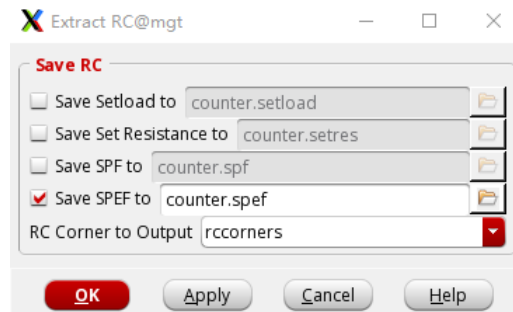 Extract RC@mgt
Save RC
Save Setload to counter.setload
Save Set Resistance to counter.setres
Save SPF to counter.spf
Save SPEF to counter.spef
RC Corner to Output rccorners
OK Apply Cancel Help